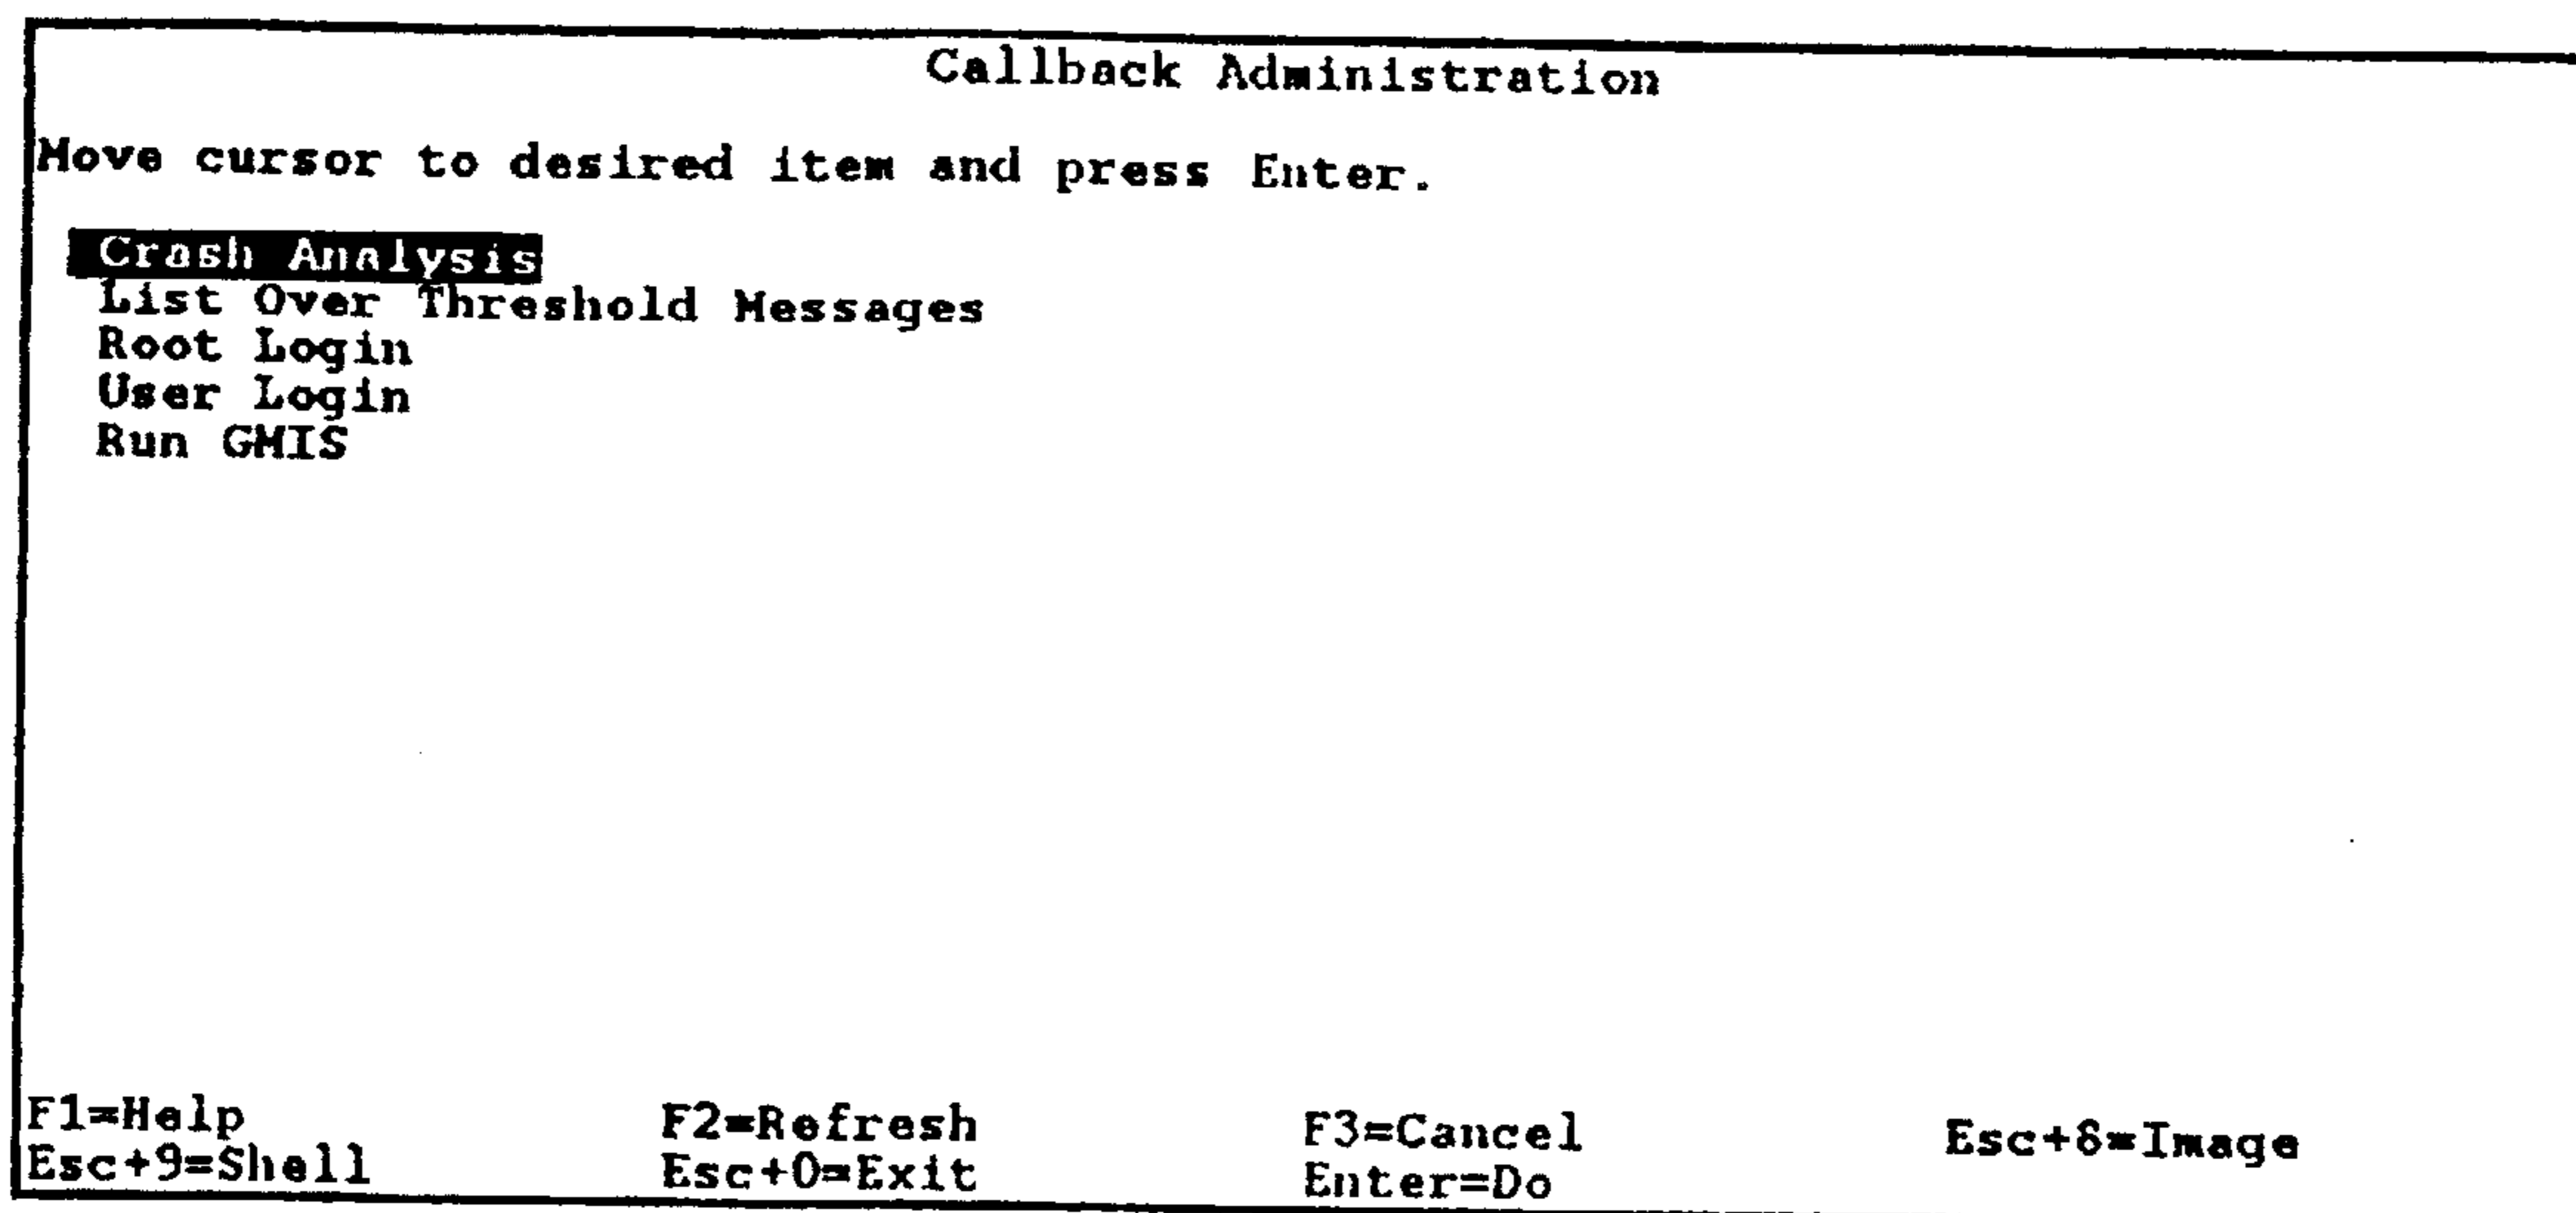 Callback Administration
Move cursor to desired item and press Enter.
Crash Analysis
List Over Threshold Messages
Root Login
User Login
Run GMIS
F1=Help F2=Refresh F3=Cancel Esc+8=Image
Esc+9=Shell Esc+0=Exit Enter=Do